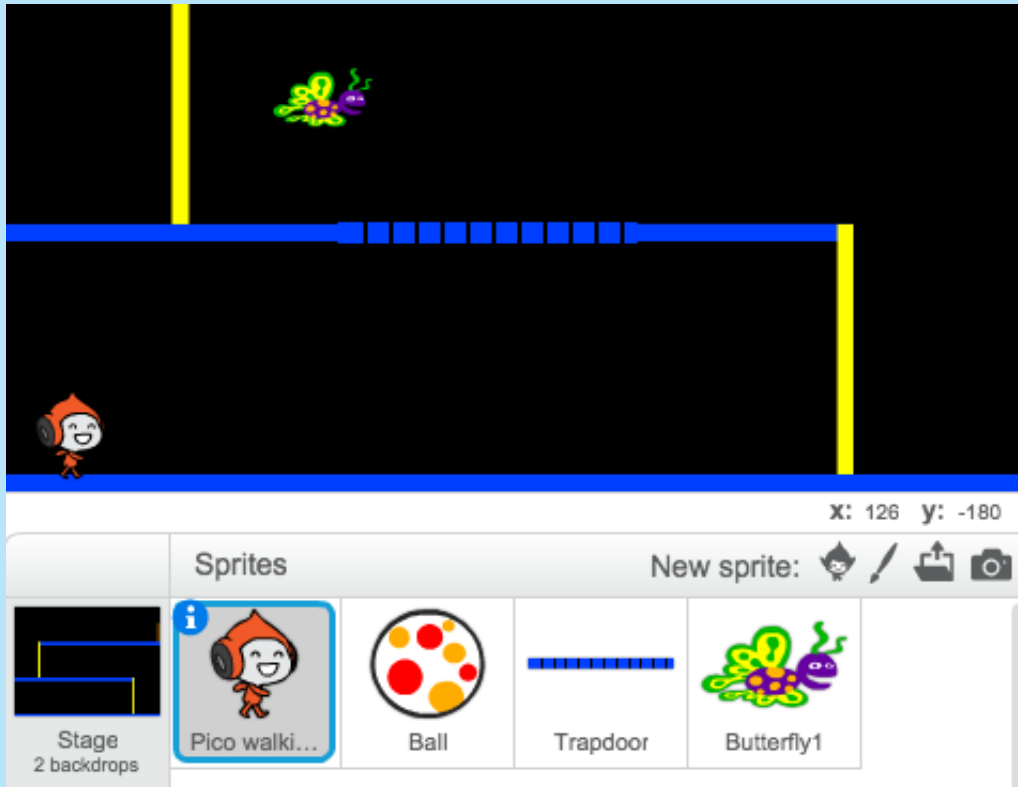 x: 126 y: -180
Sprites New sprite:
i
Stage
2 backdrops
Pico walki...
Ball
Trapdoor
Butterfly1